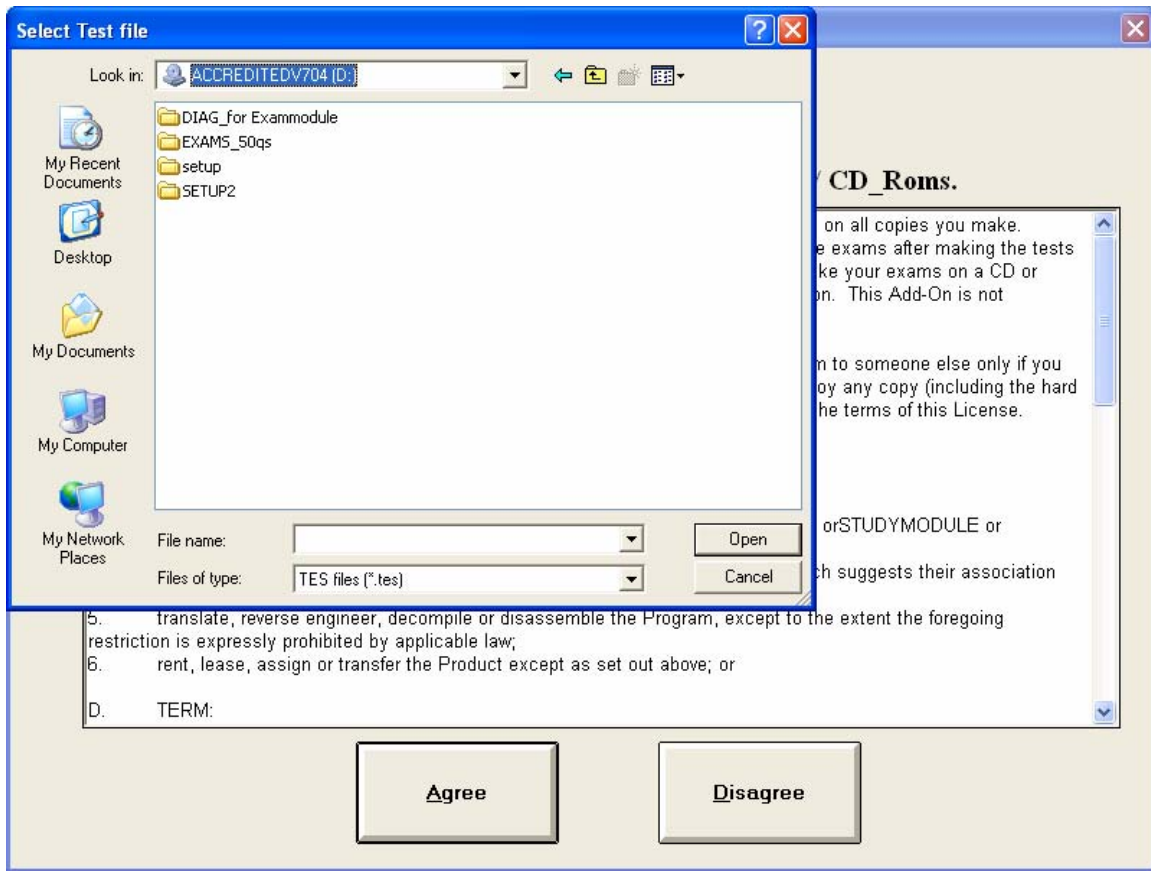 Select Test file
Look in:
ACCREDITEDV704 (D:)
DIAG_for Exammodule
EXAMS_50qs
setup
SETUP2
My Recent
Documents
Desktop
My Documents
My Computer
My Network
Places
File name:
Open
Files of type:
TES files (*.tes)
Cancel
/ CD_Roms.
on all copies you make.
e exams after making the tests
ke your exams on a CD or
on. This Add-On is not
m to someone else only if you
oy any copy (including the hard
he terms of this License.
orSTUDYMODULE or
ch suggests their association
5. translate, reverse engineer, decompile or disassemble the Program, except to the extent the foregoing
restriction is expressly prohibited by applicable law;
6. rent, lease, assign or transfer the Product except as set out above; or
D. TERM:
Agree
Disagree